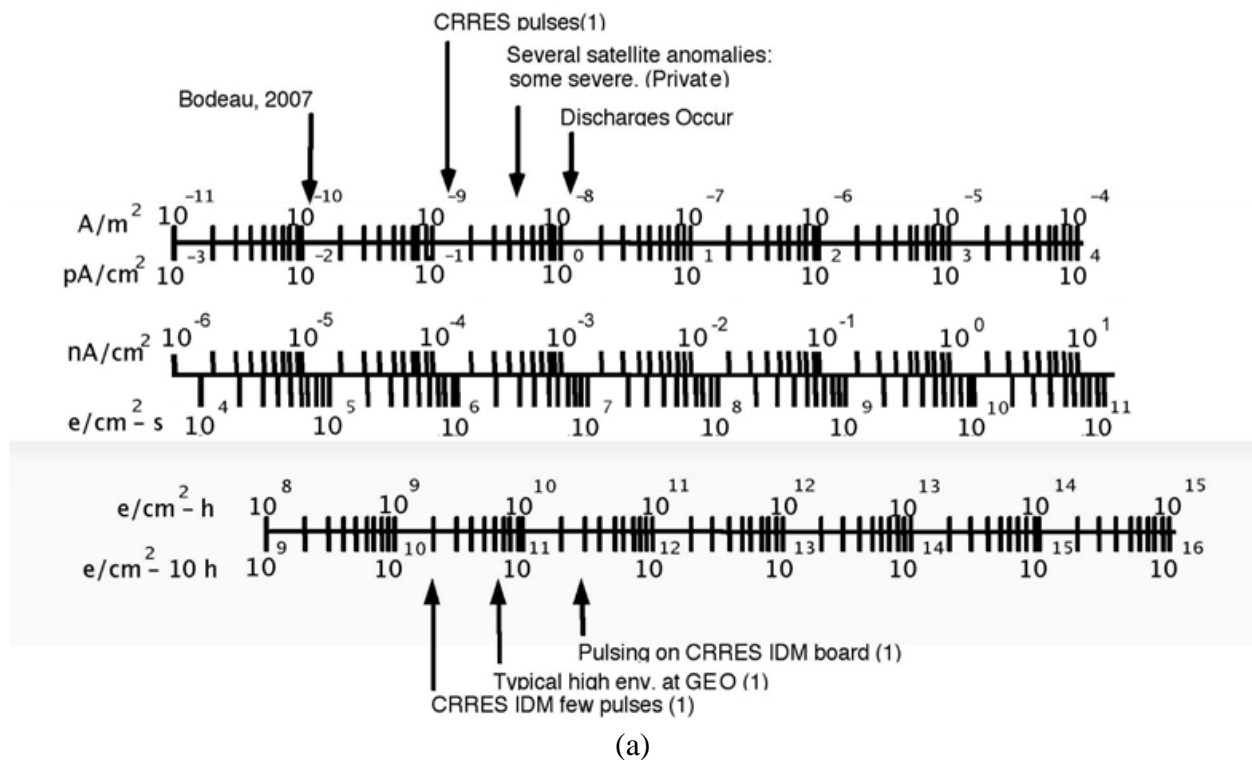 CRRES pulses(1)
Several satellite anomalies:
some severe. (Private)
Bodeau, 2007
Discharges Occur
A/m² 10⁻¹¹ 10⁻¹⁰ 10⁻⁹ 10⁻⁸ 10⁻⁷ 10⁻⁶ 10⁻⁵ 10⁻⁴
pA/cm² 10⁻³ 10⁻² 10⁻¹ 10⁰ 10¹ 10² 10³ 10⁴
nA/cm² 10⁻⁶ 10⁻⁵ 10⁻⁴ 10⁻³ 10⁻² 10⁻¹ 10⁰ 10¹
e/cm²- s 10⁴ 10⁵ 10⁶ 10⁷ 10⁸ 10⁹ 10¹⁰ 10¹¹
e/cm²- h 10⁸ 10⁹ 10¹⁰ 10¹¹ 10¹² 10¹³ 10¹⁴ 10¹⁵
e/cm²- 10 h 10⁹ 10¹⁰ 10¹¹ 10¹² 10¹³ 10¹⁴ 10¹⁵ 10¹⁶
Pulsing on CRRES IDM board (1)
Typical high env. at GEO (1)
CRRES IDM few pulses (1)
(a)